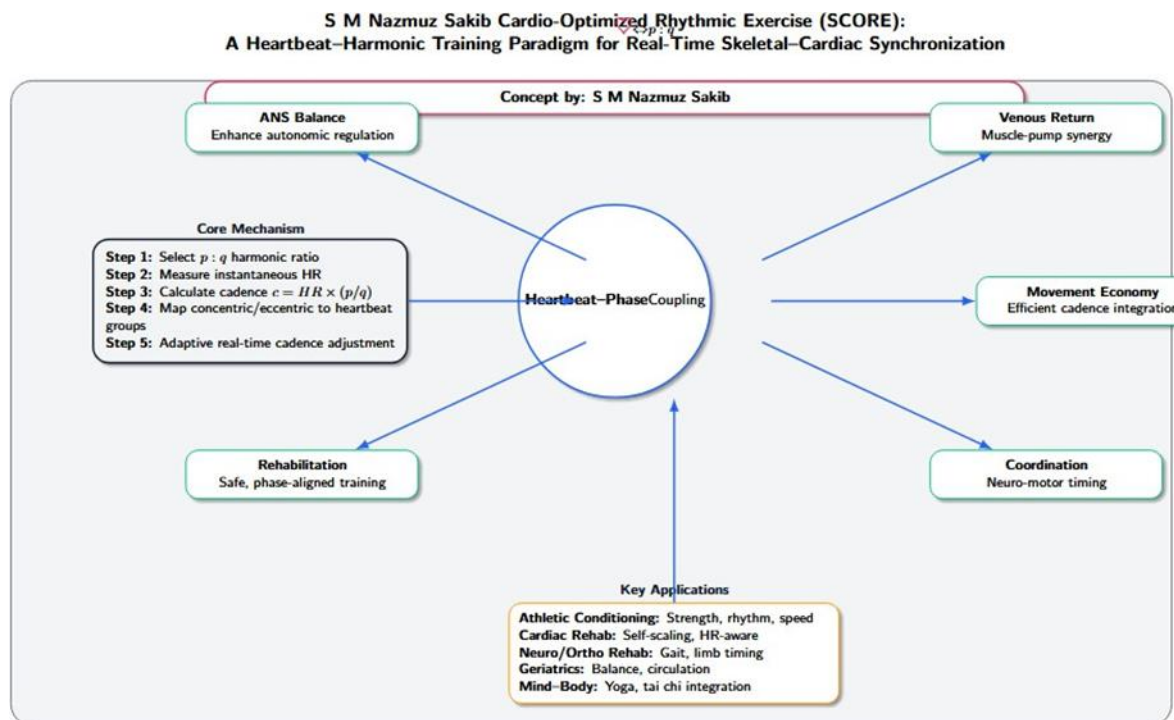 S M Nazmuz Sakib Cardio-Optimized Rhythmic Exercise (SCORE):
⇔ p : q
A Heartbeat–Harmonic Training Paradigm for Real-Time Skeletal–Cardiac Synchronization
Concept by: S M Nazmuz Sakib
ANS Balance
Enhance autonomic regulation
Venous Return
Muscle-pump synergy
Core Mechanism
Step 1: Select p : q harmonic ratio
Step 2: Measure instantaneous HR
Step 3: Calculate cadence c = HR × (p/q)
Step 4: Map concentric/eccentric to heartbeat
groups
Step 5: Adaptive real-time cadence adjustment
Heartbeat–PhaseCoupling
Movement Economy
Efficient cadence integration
Rehabilitation
Safe, phase-aligned training
Coordination
Neuro-motor timing
Key Applications
Athletic Conditioning: Strength, rhythm, speed
Cardiac Rehab: Self-scaling, HR-aware
Neuro/Ortho Rehab: Gait, limb timing
Geriatrics: Balance, circulation
Mind–Body: Yoga, tai chi integration